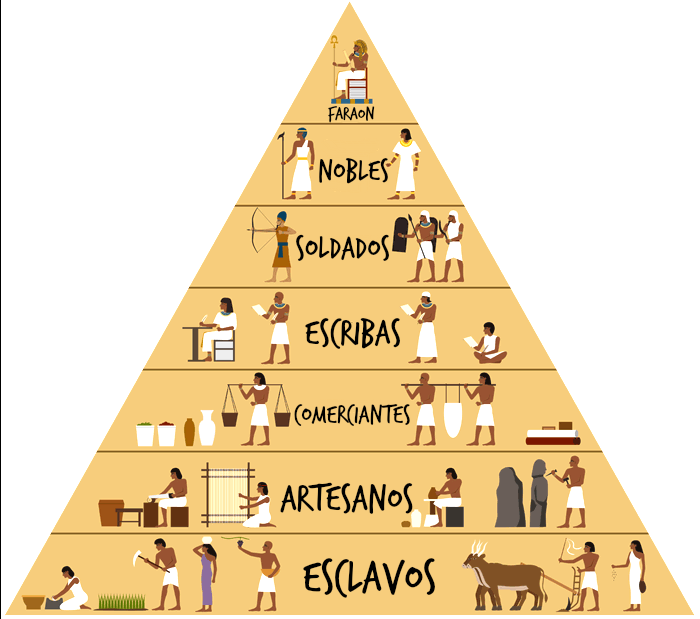 FARAON
NOBLES
SOLDADOS
ESCRIBAS
COMERCIANTES
ARTESANOS
ESCLAVOS